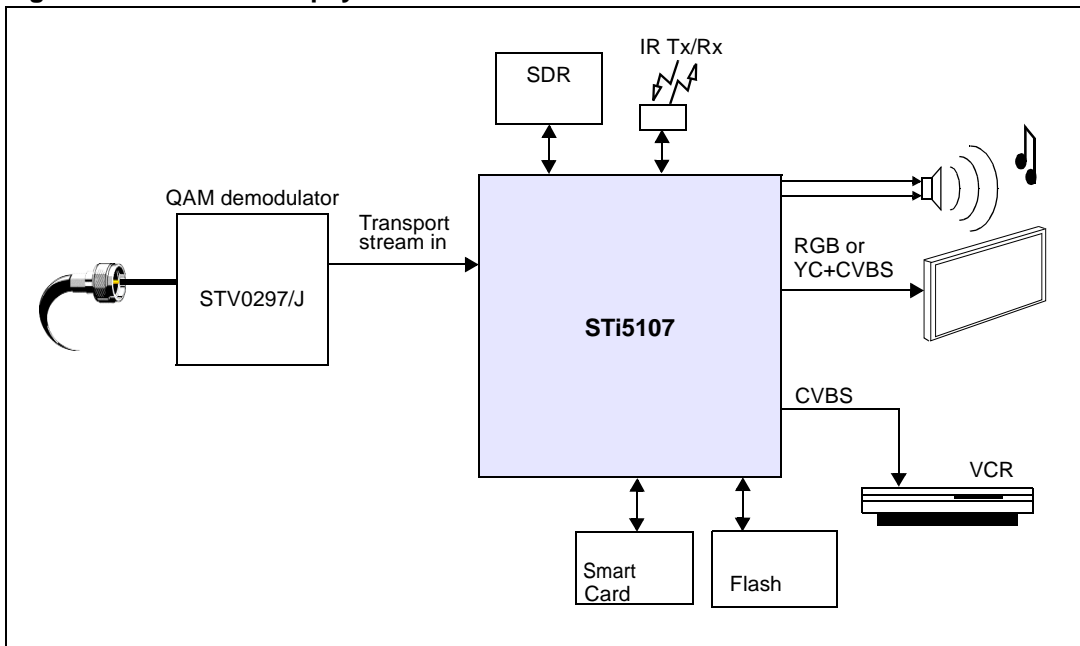 SDR
IR Tx/Rx
QAM demodulator
Transport
stream in
STV0297/J
STi5107
RGB or
YC+CVBS
CVBS
VCR
Smart
Card
Flash